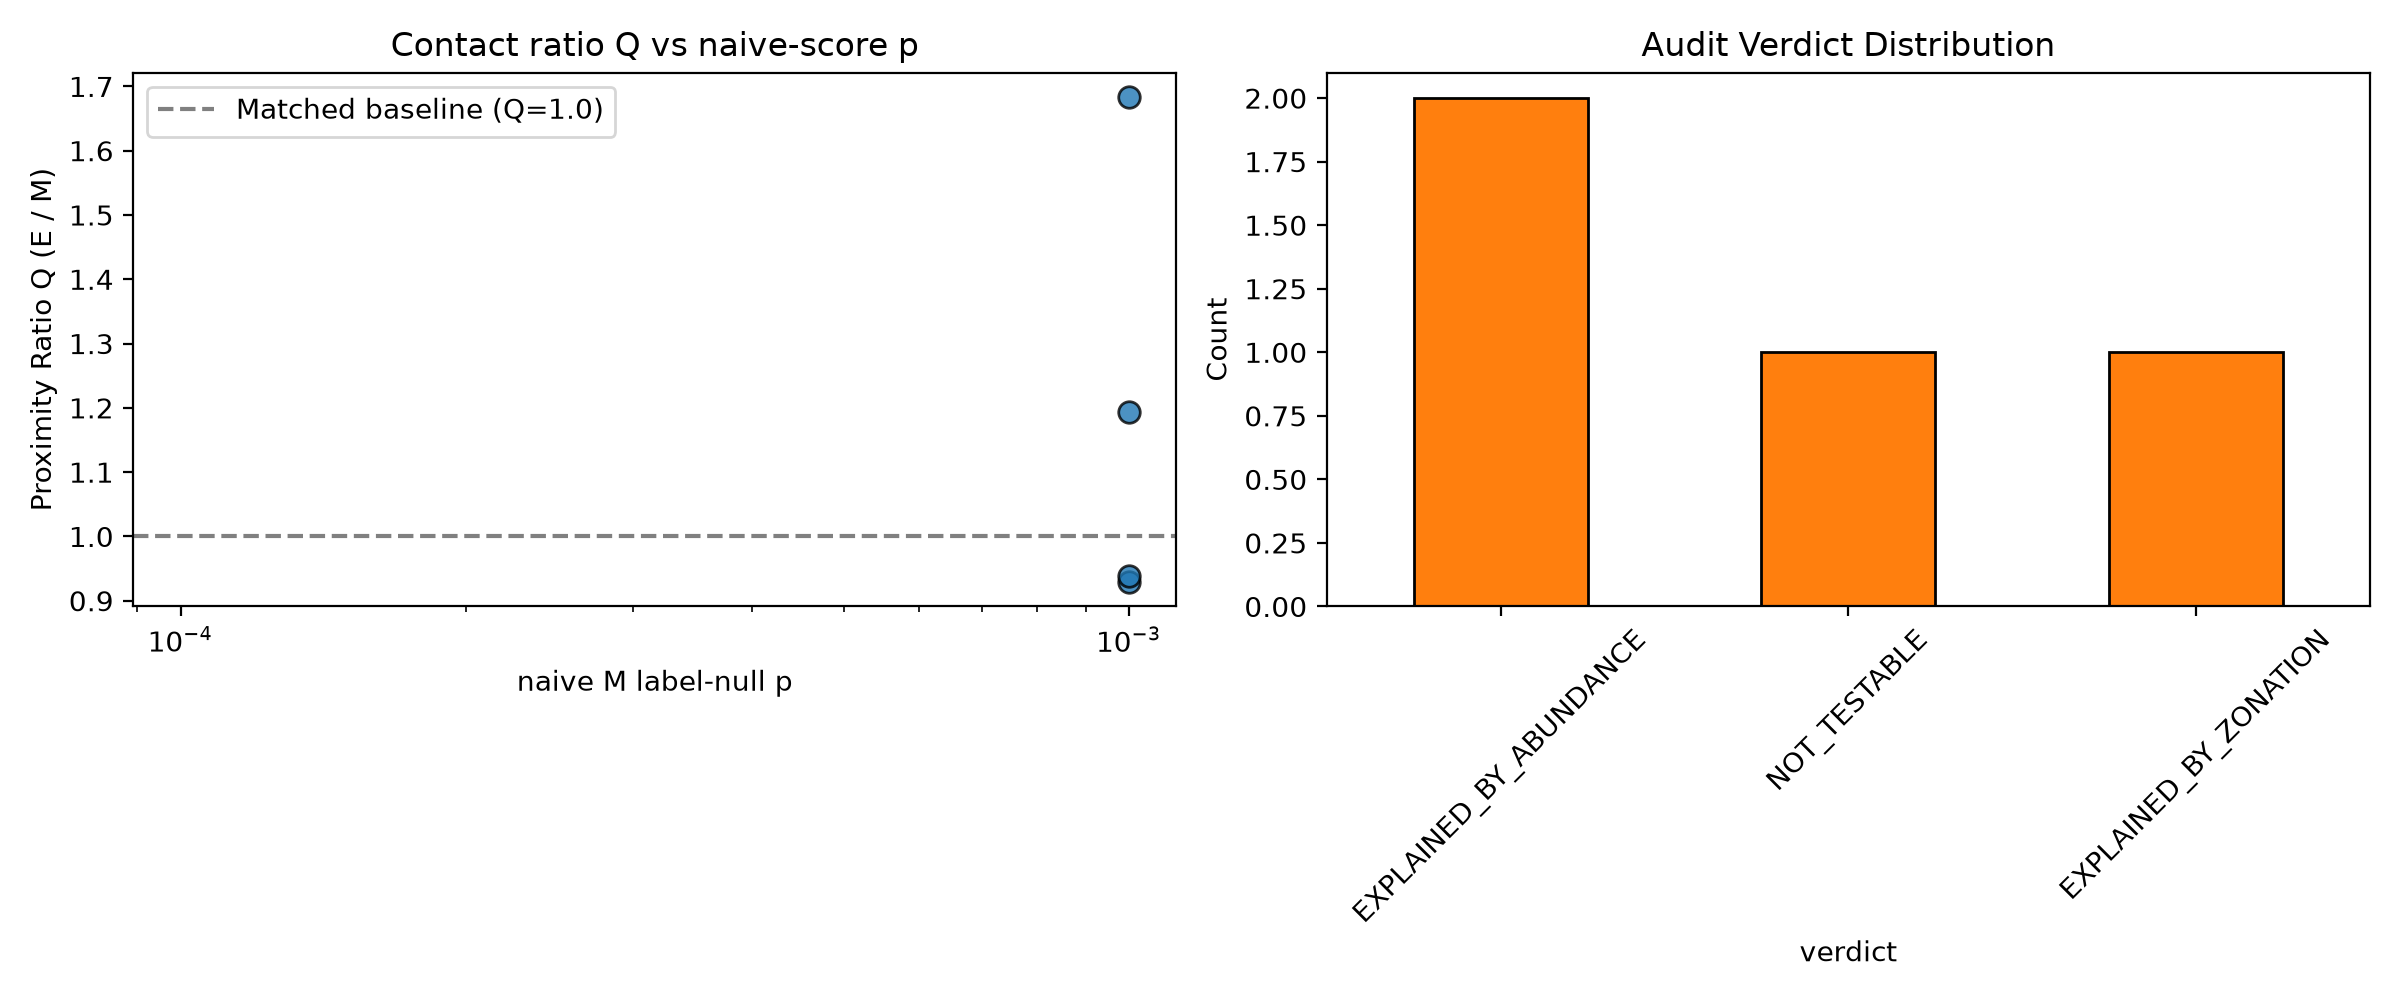 Contact ratio Q vs naive-score p
Proximity Ratio Q (E / M)
1.7
1.6
1.5
1.4
1.3
1.2
1.1
1.0
0.9
Matched baseline (Q=1.0)
10⁻⁴
10⁻³
naive M label-null p
Audit Verdict Distribution
Count
2.00
1.75
1.50
1.25
1.00
0.75
0.50
0.25
0.00
EXPLAINED_BY_ABUNDANCE
NOT_TESTABLE
EXPLAINED_BY_ZONATION
verdict